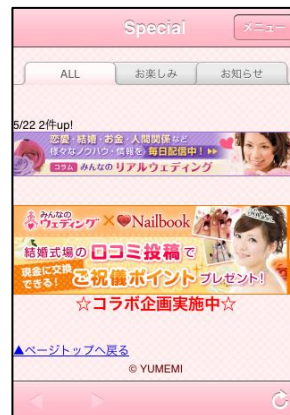 Special
メニュー
ALL
お楽しみ
お知らせ
5/22 2件up!
恋愛・結婚・お金・人間関係など
様々なノウハウ・情報を毎日配信中！
コラム みんなの リアルウェディング
みんなの ウェディング × Nailbook
結婚式場の口コミ投稿で
現金に交換できる！ ご祝儀ポイント プレゼント！
☆コラボ企画実施中☆
▲ページトップへ戻る
© YUMEMI